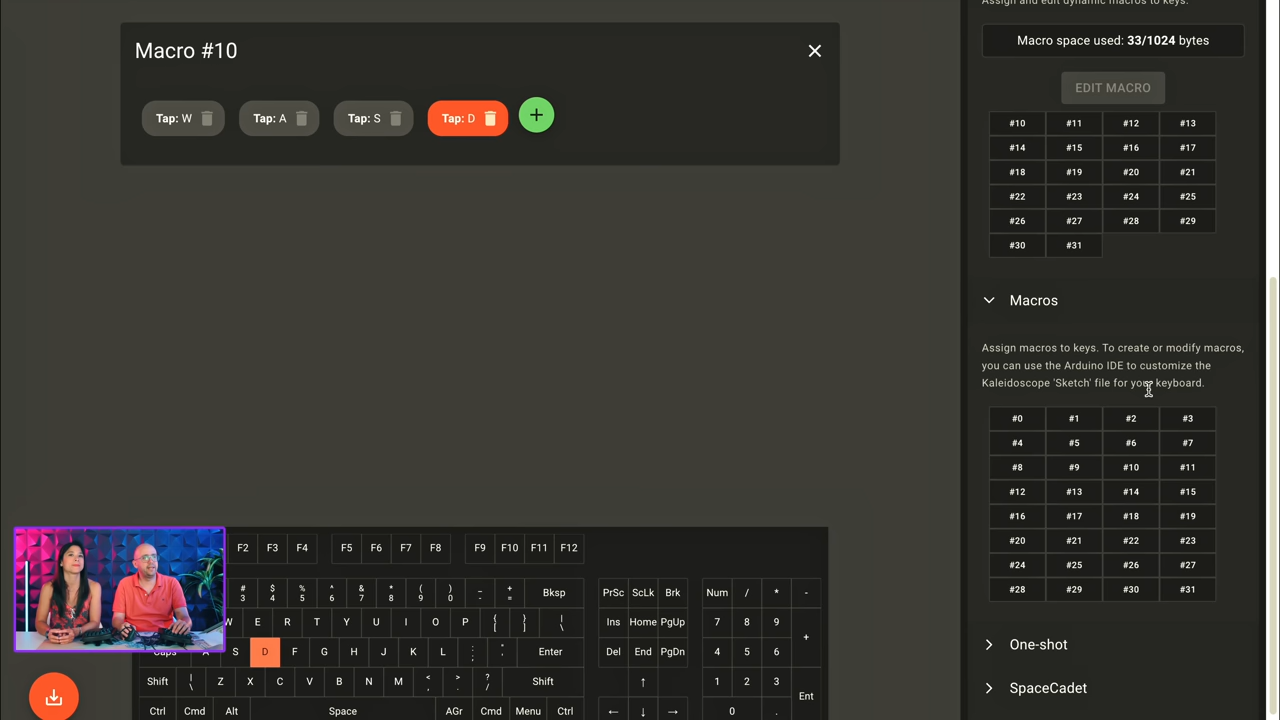 Assign and edit dynamic macros to keys.
Macro #10
Macro space used: 33/1024 bytes
EDIT MACRO
Tap: W
Tap: A
Tap: S
Tap: D
#10 #11 #12 #13
#14 #15 #16 #17
#18 #19 #20 #21
#22 #23 #24 #25
#26 #27 #28 #29
#30 #31
Macros
Assign macros to keys. To create or modify macros,
you can use the Arduino IDE to customize the
Kaleidoscope 'Sketch' file for your keyboard.
#0 #1 #2 #3
#4 #5 #6 #7
#8 #9 #10 #11
#12 #13 #14 #15
#16 #17 #18 #19
#20 #21 #22 #23
#24 #25 #26 #27
#28 #29 #30 #31
One-shot
SpaceCadet
F2 F3 F4 F5 F6 F7 F8 F9 F10 F11 F12
# $ % ^ & * ( ) _ +
3 4 5 6 7 8 9 0 - = Bksp PrSc ScLk Brk Num / * -
W E R T Y U I O P { [ } ] | \ Ins Home PgUp 7 8 9
Caps A S D F G H J K L : ; " ' Enter Del End PgDn 4 5 6 +
Shift | \ Z X C V B N M < , > . ? / Shift ↑ 1 2 3
Ctrl Cmd Alt Space AGr Cmd Menu Ctrl ← ↓ → 0 . Ent